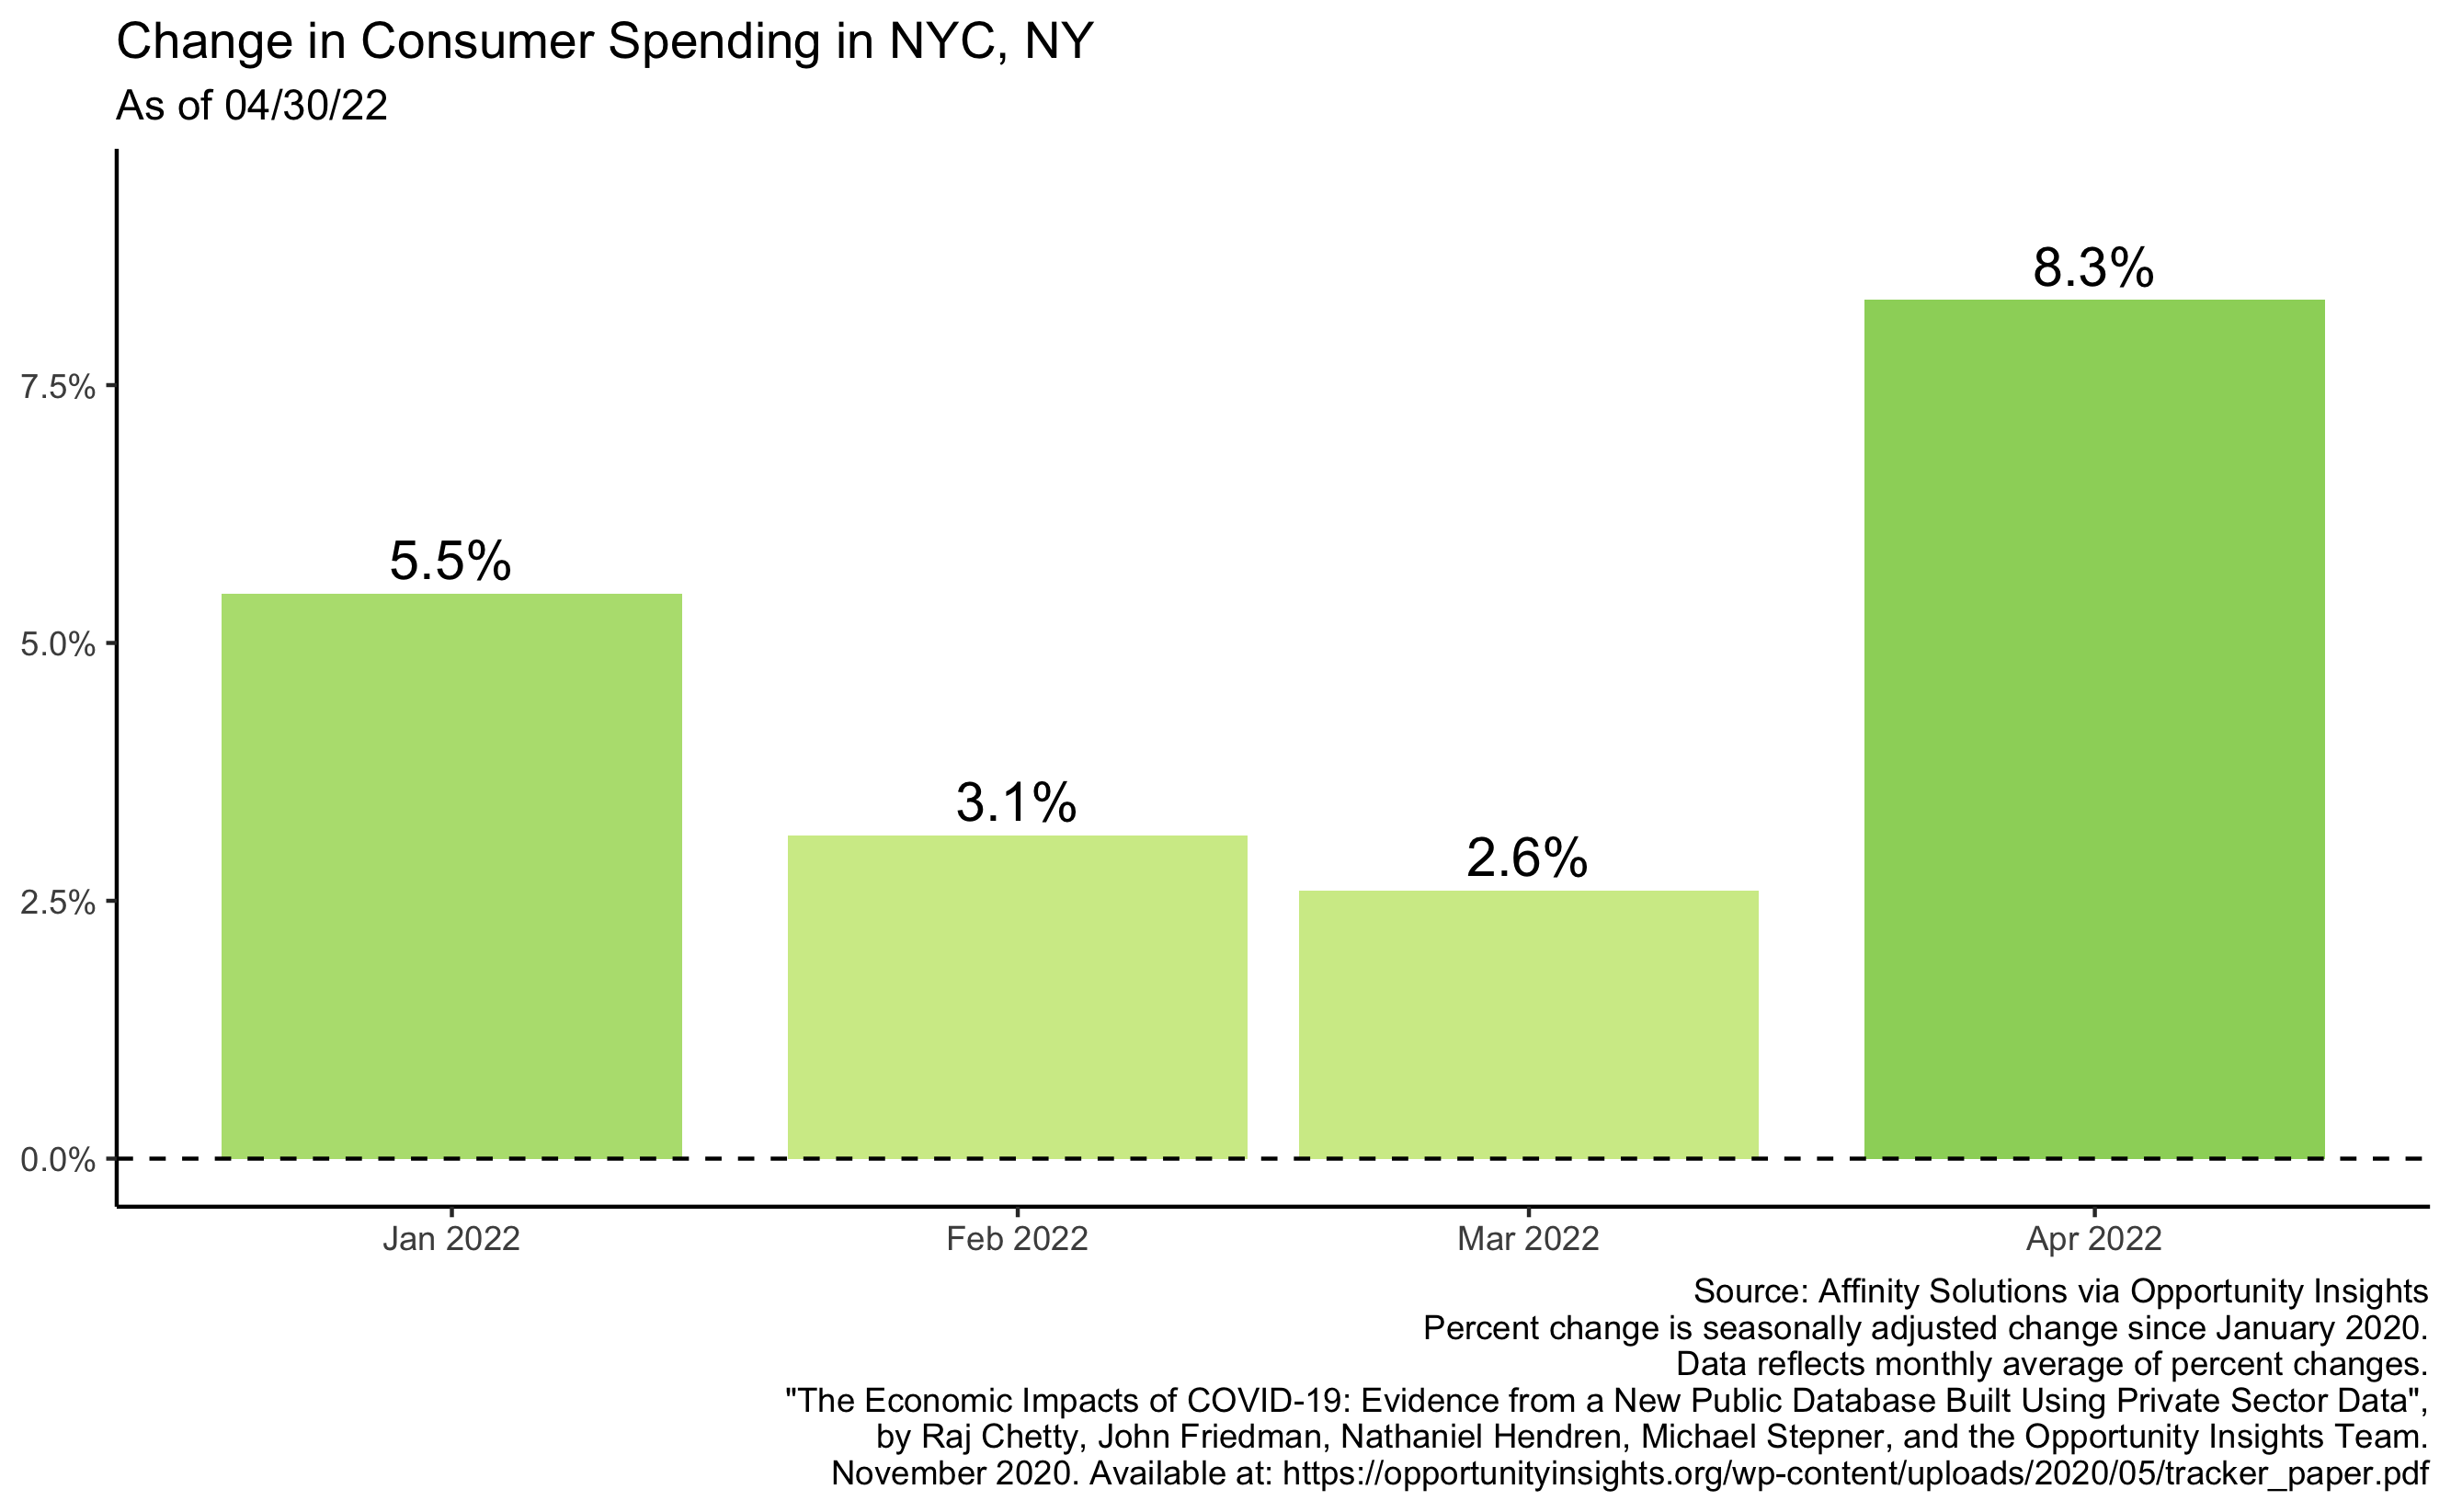 Change in Consumer Spending in NYC, NY
As of 04/30/22
8.3%
7.5%
5.5%
5.0%
3.1%
2.6%
2.5%
0.0%
Jan 2022
Feb 2022
Mar 2022
Apr 2022
Source: Affinity Solutions via Opportunity Insights
Percent change is seasonally adjusted change since January 2020.
Data reflects monthly average of percent changes.
"The Economic Impacts of COVID-19: Evidence from a New Public Database Built Using Private Sector Data",
by Raj Chetty, John Friedman, Nathaniel Hendren, Michael Stepner, and the Opportunity Insights Team.
November 2020. Available at: https://opportunityinsights.org/wp-content/uploads/2020/05/tracker_paper.pdf